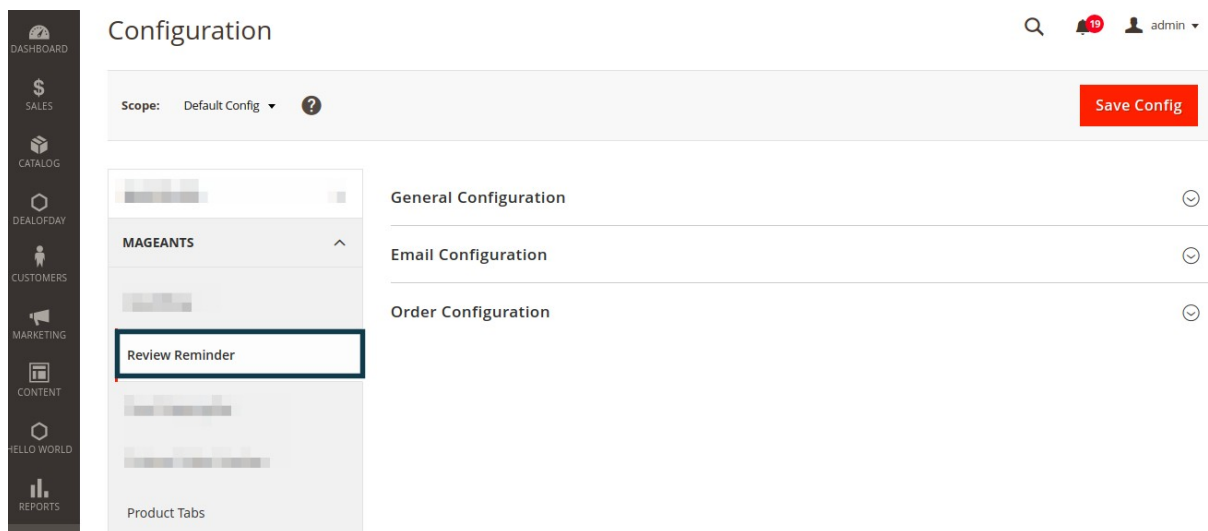 Configuration
19
admin
Scope: Default Config ?
Save Config
DASHBOARD
$
SALES
CATALOG
DEALOFDAY
CUSTOMERS
MARKETING
CONTENT
HELLO WORLD
REPORTS
MAGEANTS
Review Reminder
Product Tabs
General Configuration
Email Configuration
Order Configuration